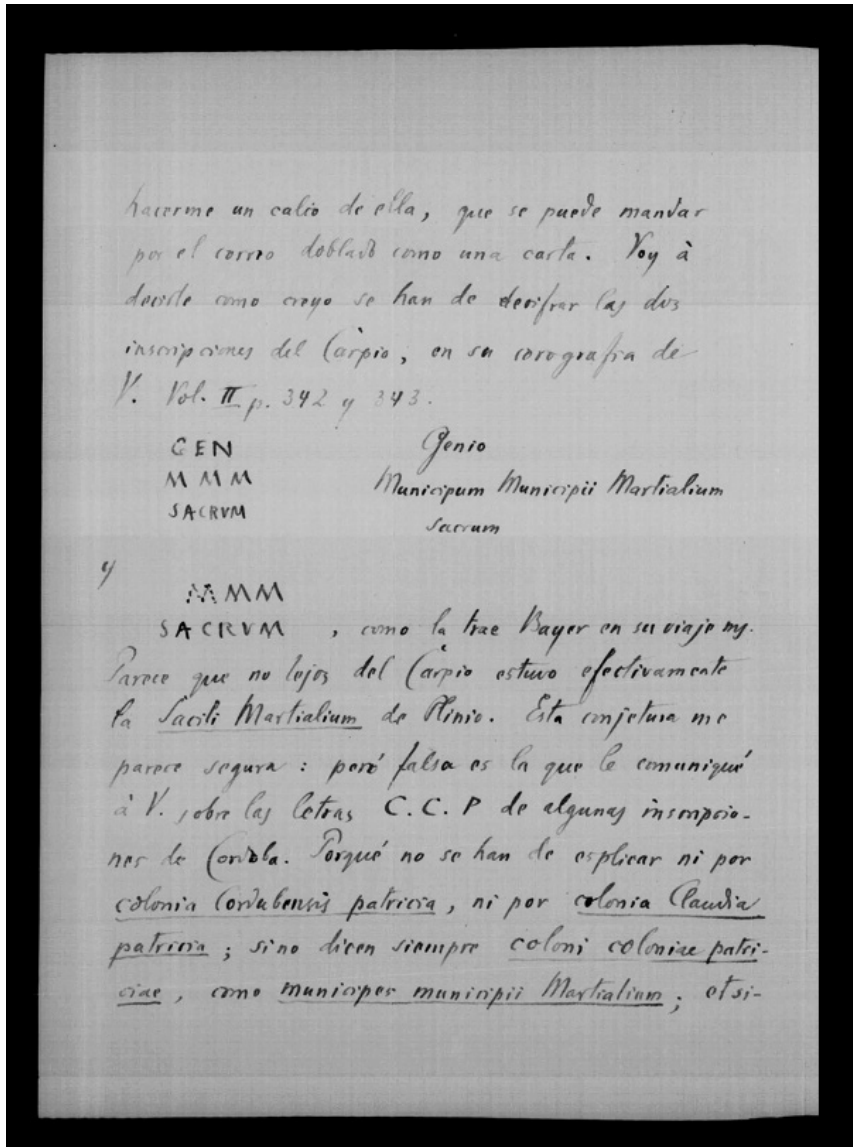 hacerme un calco de ella, que se puede mandar
por el correo doblado como una carta. Voy à
decirle como creyo se han de decifrar las dos
inscripciones del Càrpio, en su corografia de
V. Vol. II p. 342 y 343.
GEN Genio
M M M Municipum Municipii Martialium
SACRVM Sacrum
y
MMM
SACRVM , como la trae Bayer en su viaje ms.
Parece que no lejos del Càrpio estuvo efectivamente
la Sacili Martialium de Plinio. Esta conjetura me
parece segura : peró falsa es la que le comuniqué
à V. sobre las letras C. C. P de algunas inscripcio-
nes de Cordoba. Porqué no se han de esplicar ni por
colonia Cordubensis patricia, ni por colonia Claudia
patricia ; sino dicen siempre coloni coloniae patri-
ciae, como municipes municipii Martialium ; et si-